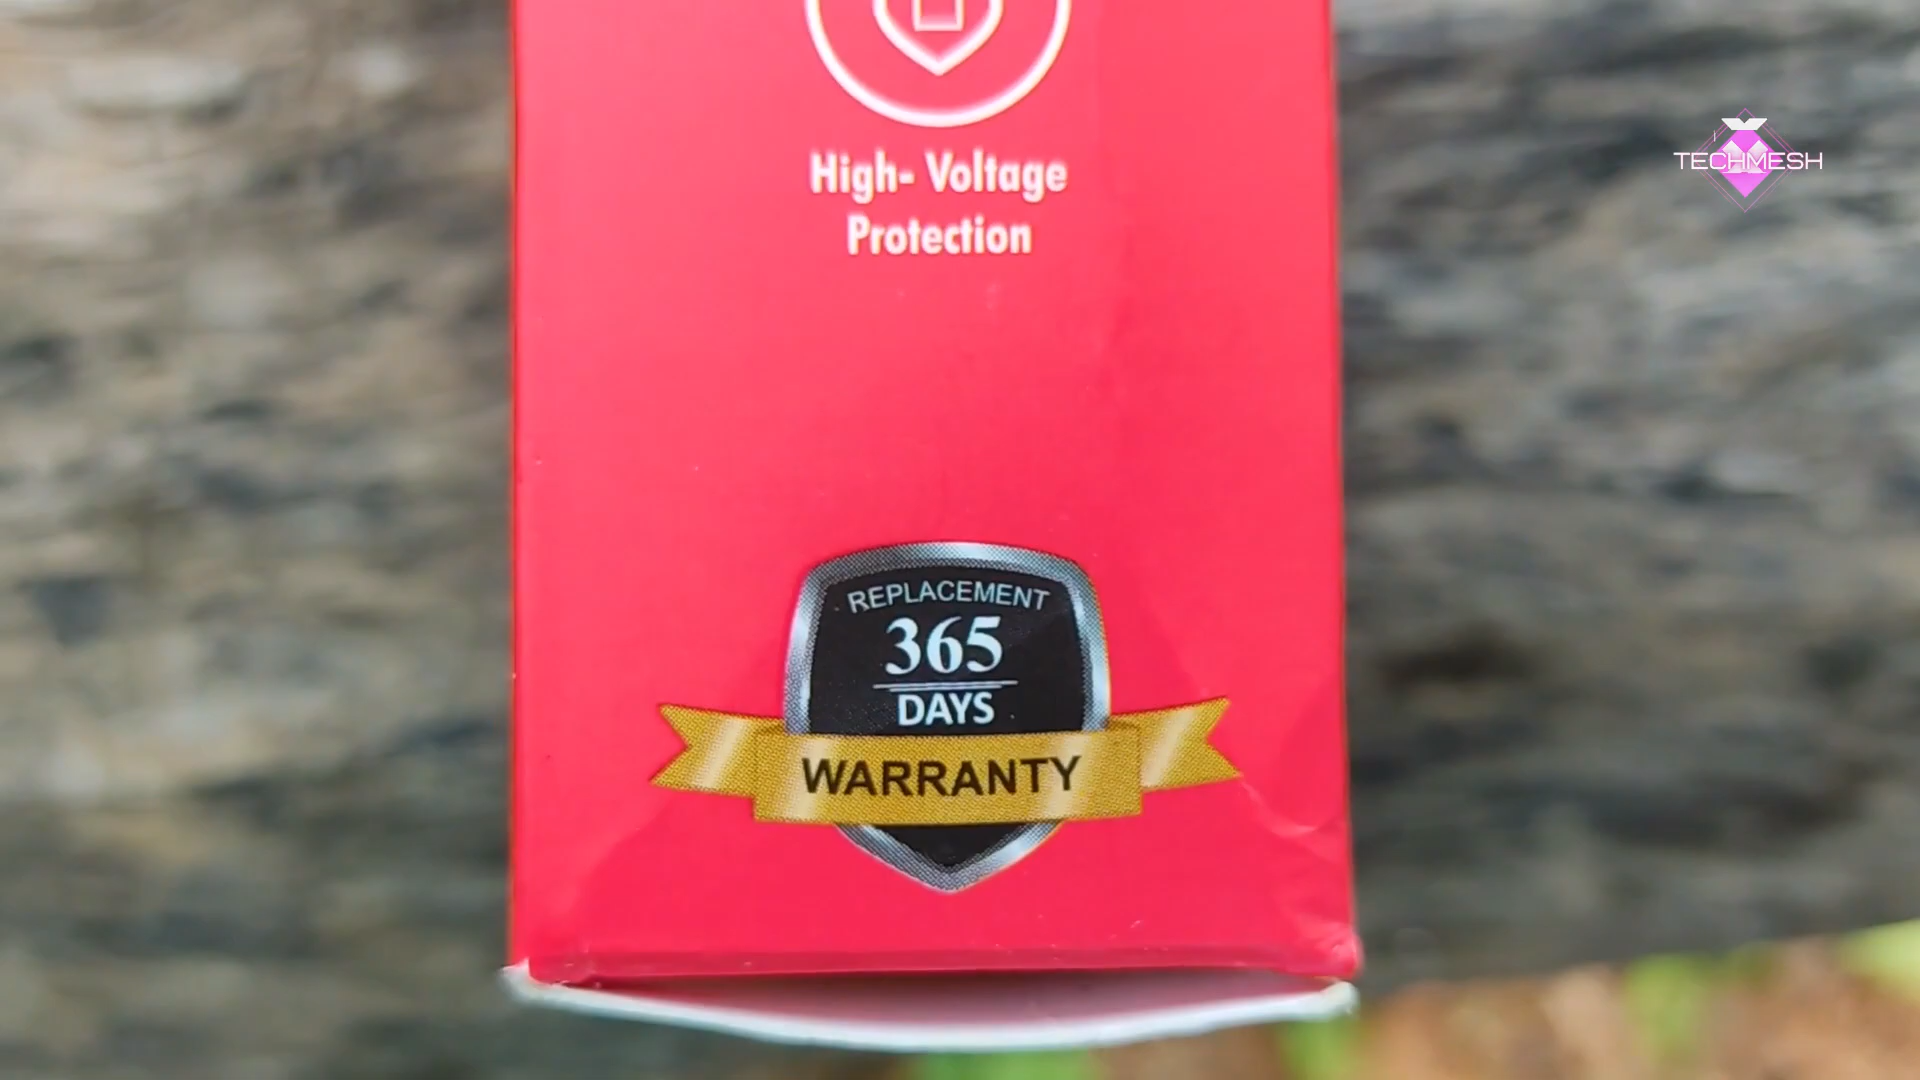 High- Voltage
Protection
TECHMESH
REPLACEMENT
365
DAYS
WARRANTY